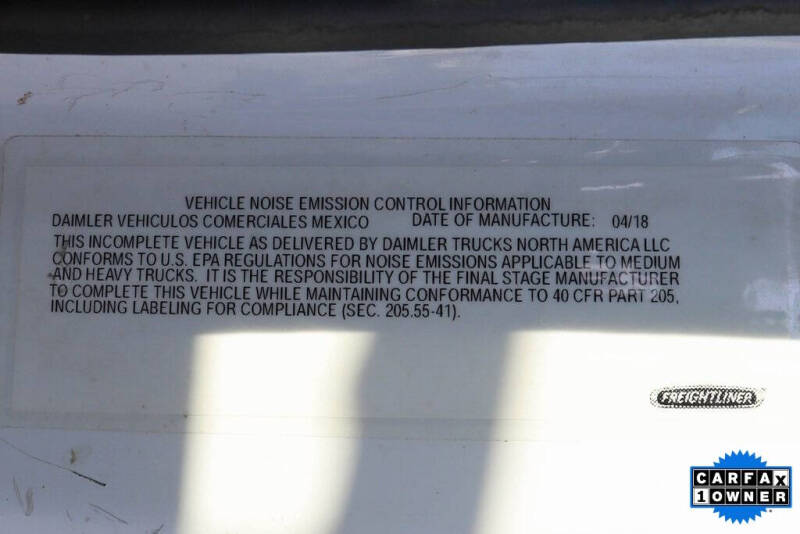 VEHICLE NOISE EMISSION CONTROL INFORMATION
DAIMLER VEHICULOS COMERCIALES MEXICO DATE OF MANUFACTURE: 04/18
THIS INCOMPLETE VEHICLE AS DELIVERED BY DAIMLER TRUCKS NORTH AMERICA LLC
CONFORMS TO U.S. EPA REGULATIONS FOR NOISE EMISSIONS APPLICABLE TO MEDIUM
AND HEAVY TRUCKS. IT IS THE RESPONSIBILITY OF THE FINAL STAGE MANUFACTURER
TO COMPLETE THIS VEHICLE WHILE MAINTAINING CONFORMANCE TO 40 CFR PART 205,
INCLUDING LABELING FOR COMPLIANCE (SEC. 205.55-41).
FREIGHTLINER
CARFAX
1 OWNER